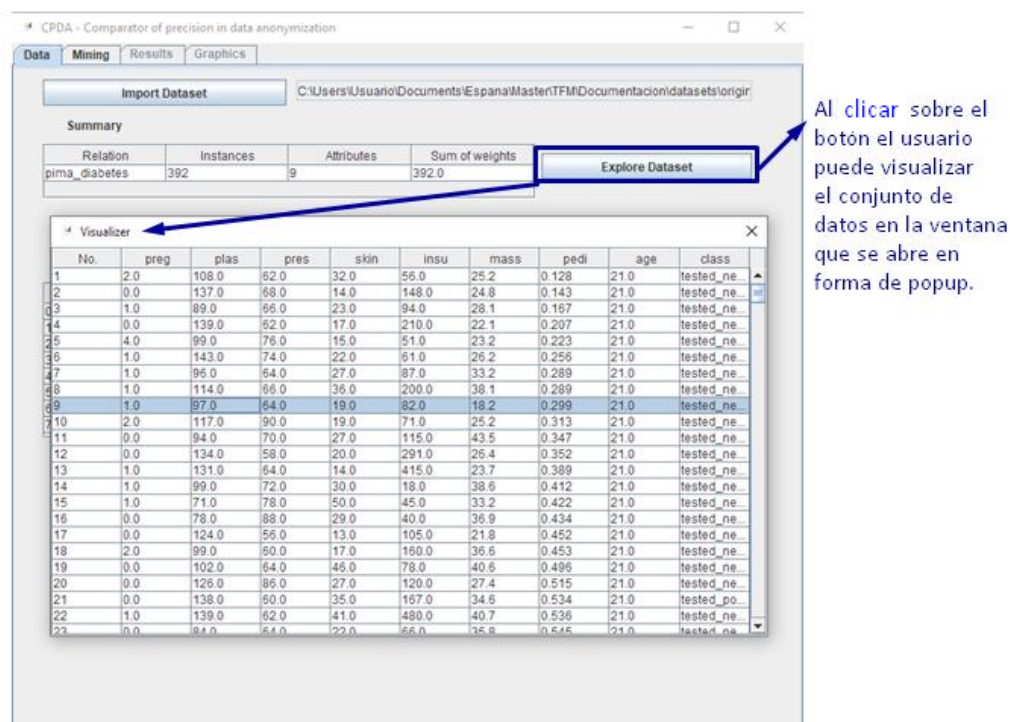 CPDA - Comparator of precision in data anonymization
Data Mining Results Graphics
Import Dataset C:\Users\Usuario\Documents\Espana\Master\TFM\Documentacion\datasets\origir
Summary
Relation Instances Attributes Sum of weights
pima_diabetes 392 9 392.0
Explore Dataset
Al clicar sobre el
botón el usuario
puede visualizar
el conjunto de
datos en la ventana
que se abre en
forma de popup.
Visualizer
No. preg plas pres skin insu mass pedi age class
1 2.0 108.0 62.0 32.0 56.0 25.2 0.128 21.0 tested_ne...
2 0.0 137.0 68.0 14.0 148.0 24.8 0.143 21.0 tested_ne...
3 1.0 89.0 66.0 23.0 94.0 28.1 0.167 21.0 tested_ne...
4 0.0 139.0 62.0 17.0 210.0 22.1 0.207 21.0 tested_ne...
5 4.0 99.0 76.0 15.0 51.0 23.2 0.223 21.0 tested_ne...
6 1.0 143.0 74.0 22.0 61.0 26.2 0.256 21.0 tested_ne...
7 1.0 96.0 64.0 27.0 87.0 33.2 0.289 21.0 tested_ne...
8 1.0 114.0 66.0 36.0 200.0 38.1 0.289 21.0 tested_ne...
9 1.0 97.0 64.0 19.0 82.0 18.2 0.299 21.0 tested_ne...
10 2.0 117.0 90.0 19.0 71.0 25.2 0.313 21.0 tested_ne...
11 0.0 94.0 70.0 27.0 115.0 43.5 0.347 21.0 tested_ne...
12 0.0 134.0 58.0 20.0 291.0 26.4 0.352 21.0 tested_ne...
13 1.0 131.0 64.0 14.0 415.0 23.7 0.389 21.0 tested_ne...
14 1.0 99.0 72.0 30.0 18.0 38.6 0.412 21.0 tested_ne...
15 1.0 71.0 78.0 50.0 45.0 33.2 0.422 21.0 tested_ne...
16 0.0 78.0 88.0 29.0 40.0 36.9 0.434 21.0 tested_ne...
17 0.0 124.0 56.0 13.0 105.0 21.8 0.452 21.0 tested_ne...
18 2.0 99.0 60.0 17.0 160.0 36.6 0.453 21.0 tested_ne...
19 0.0 102.0 64.0 46.0 78.0 40.6 0.496 21.0 tested_ne...
20 0.0 126.0 86.0 27.0 120.0 27.4 0.515 21.0 tested_ne...
21 0.0 138.0 60.0 35.0 167.0 34.6 0.534 21.0 tested_po...
22 1.0 139.0 62.0 41.0 480.0 40.7 0.536 21.0 tested_ne...
23 0.0 84.0 64.0 22.0 66.0 35.8 0.545 21.0 tested_ne...